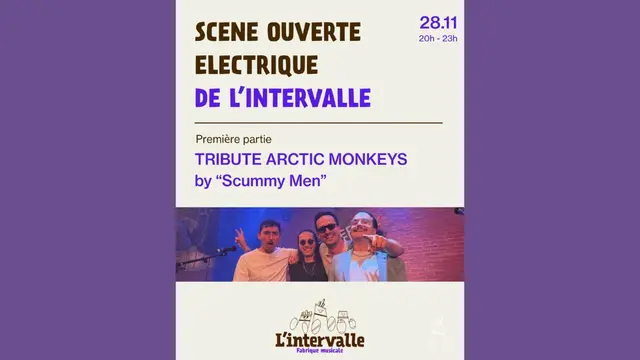 SCENE OUVERTE
ELECTRIQUE
DE L'INTERVALLE
28.11
20h - 23h
Première partie
TRIBUTE ARCTIC MONKEYS
by “Scummy Men”
L'intervalle
Fabrique musicale